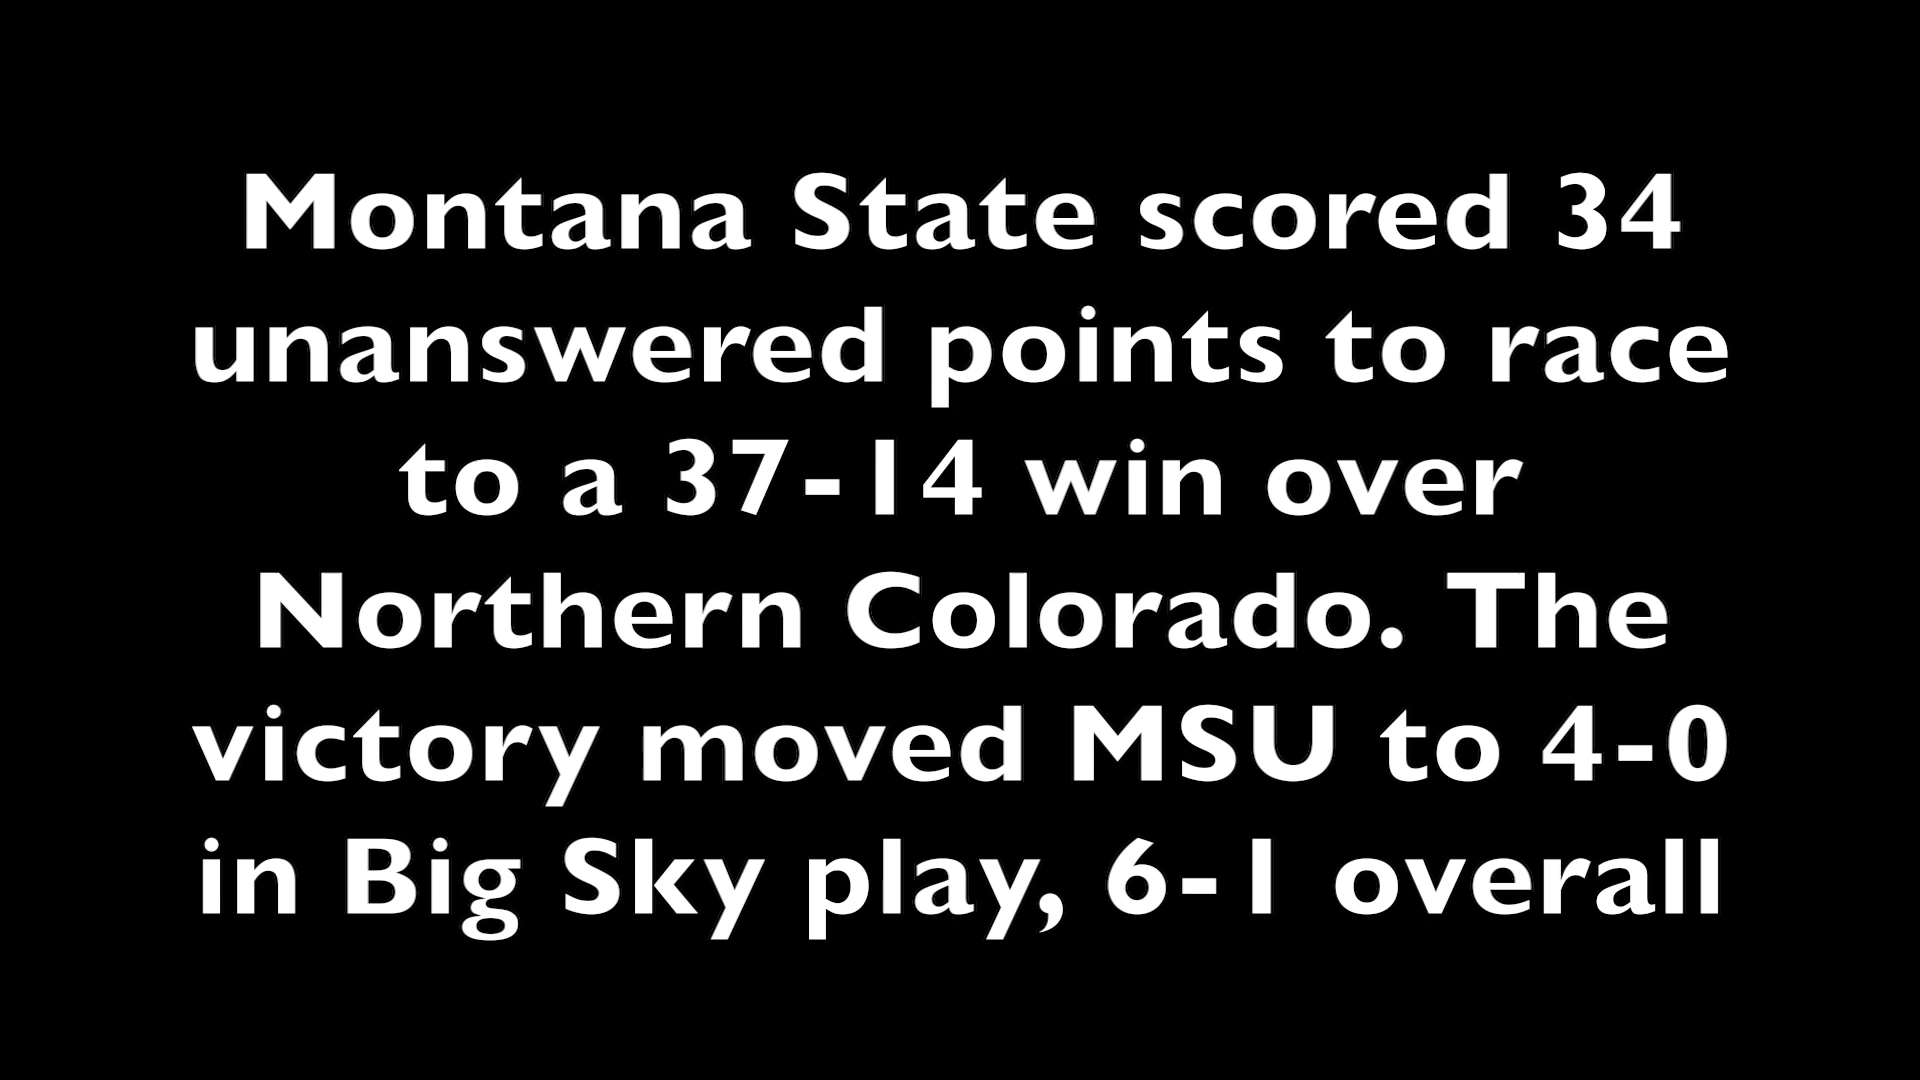 Montana State scored 34
unanswered points to race
to a 37-14 win over
Northern Colorado. The
victory moved MSU to 4-0
in Big Sky play, 6-1 overall